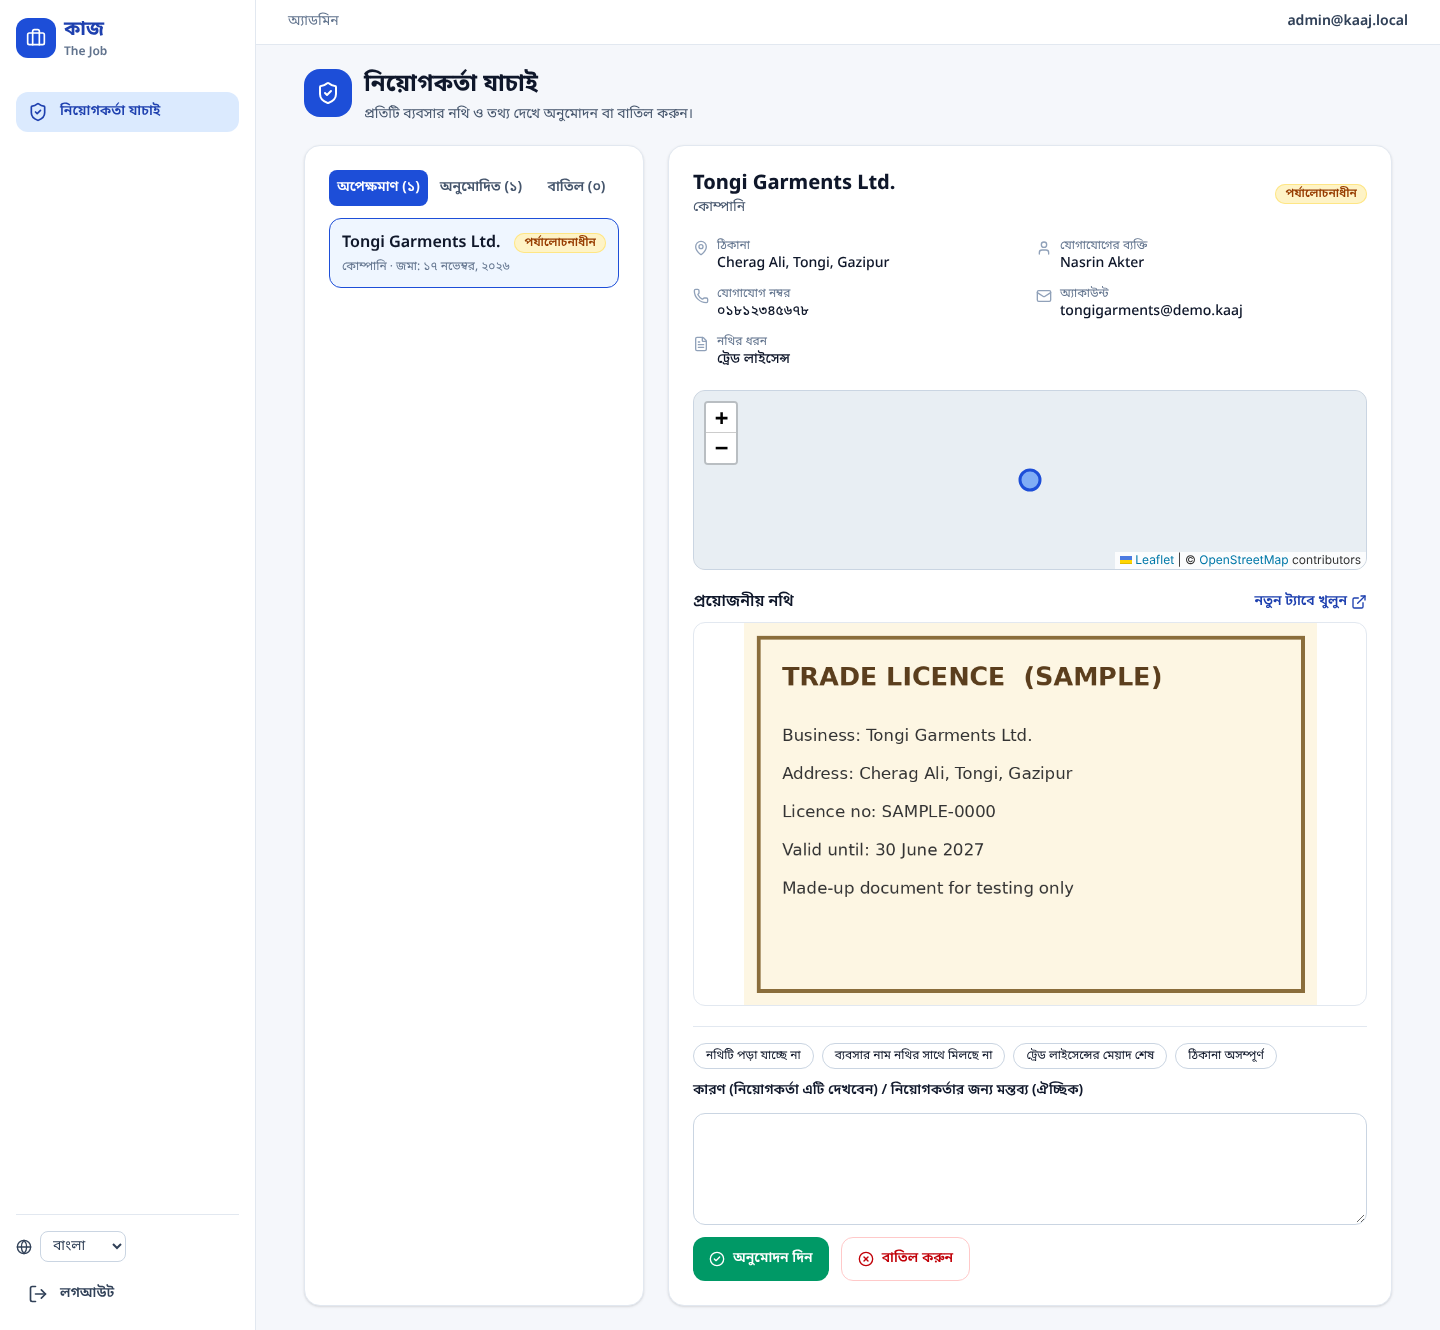 কাজ
The Job
নিয়োগকর্তা যাচাই
লগআউট
বাংলা
অ্যাডমিন
admin@kaaj.local
নিয়োগকর্তা যাচাই
প্রতিটি ব্যবসার নথি ও তথ্য দেখে অনুমোদন বা বাতিল করুন।
অপেক্ষমাণ (১) অনুমোদিত (১) বাতিল (০)
Tongi Garments Ltd. পর্যালোচনাধীন
কোম্পানি · জমা: ১৭ নভেম্বর, ২০২৬
Tongi Garments Ltd.
কোম্পানি
পর্যালোচনাধীন
ঠিকানা
Cherag Ali, Tongi, Gazipur
যোগাযোগের ব্যক্তি
Nasrin Akter
যোগাযোগ নম্বর
০১৮১২৩৪৫৬৭৮
অ্যাকাউন্ট
tongigarments@demo.kaaj
নথির ধরন
ট্রেড লাইসেন্স
+
−
Leaflet | © OpenStreetMap contributors
প্রয়োজনীয় নথি
নতুন ট্যাবে খুলুন
TRADE LICENCE (SAMPLE)
Business: Tongi Garments Ltd.
Address: Cherag Ali, Tongi, Gazipur
Licence no: SAMPLE-0000
Valid until: 30 June 2027
Made-up document for testing only
নথিটি পড়া যাচ্ছে না
ব্যবসার নাম নথির সাথে মিলছে না
ট্রেড লাইসেন্সের মেয়াদ শেষ
ঠিকানা অসম্পূর্ণ
কারণ (নিয়োগকর্তা এটি দেখবেন) / নিয়োগকর্তার জন্য মন্তব্য (ঐচ্ছিক)
অনুমোদন দিন
বাতিল করুন